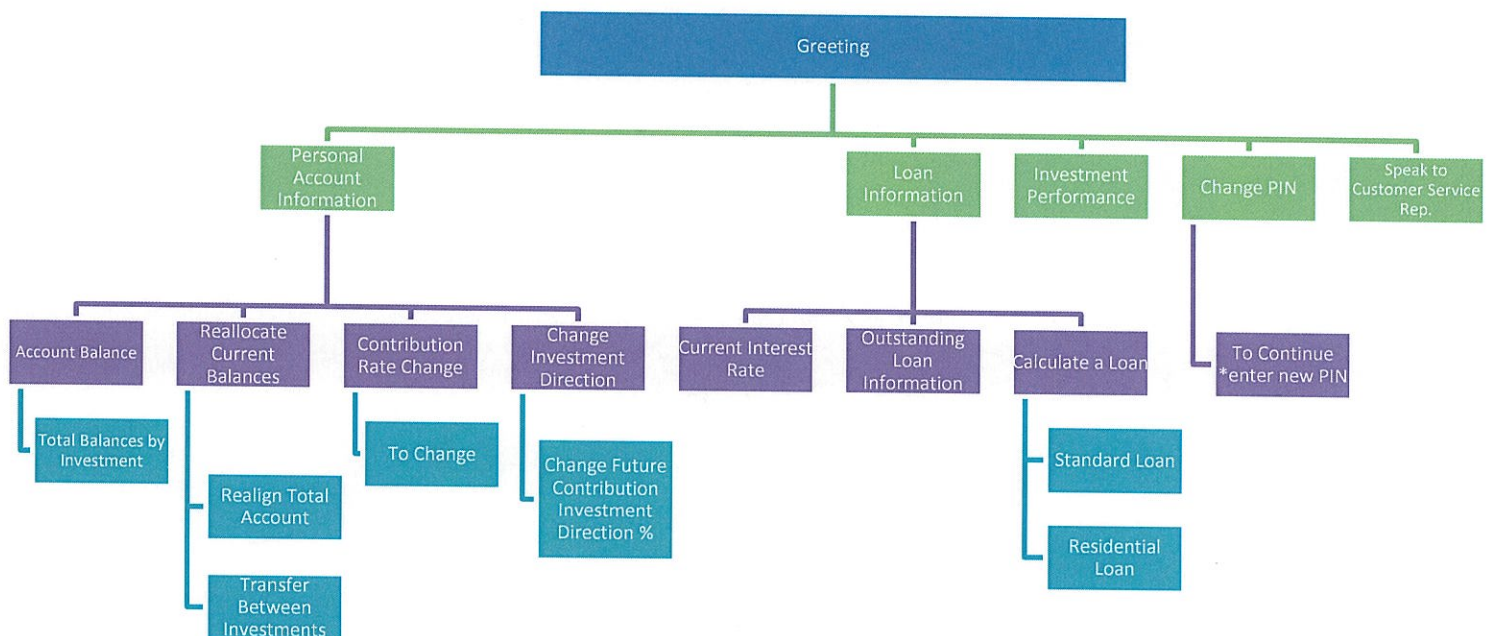 Greeting
Personal
Account
Information
Loan
Information
Investment
Performance
Change PIN
Speak to
Customer Service
Rep.
Account Balance
Reallocate
Current
Balances
Contribution
Rate Change
Change
Investment
Direction
Current Interest
Rate
Outstanding
Loan
Information
Calculate a Loan
To Continue
*enter new PIN
Total Balances by
Investment
Realign Total
Account
Transfer
Between
Investments
To Change
Change Future
Contribution
Investment
Direction %
Standard Loan
Residential
Loan